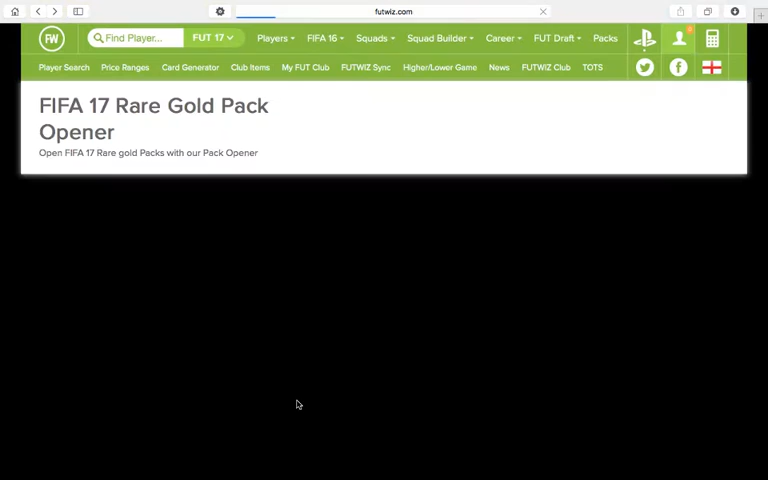 futwiz.com
FW Find Player... FUT 17 Players FIFA 16 Squads Squad Builder Career FUT Draft Packs
Player Search Price Ranges Card Generator Club Items My FUT Club FUTWIZ Sync Higher/Lower Game News FUTWIZ Club TOTS
FIFA 17 Rare Gold Pack
Opener
Open FIFA 17 Rare gold Packs with our Pack Opener